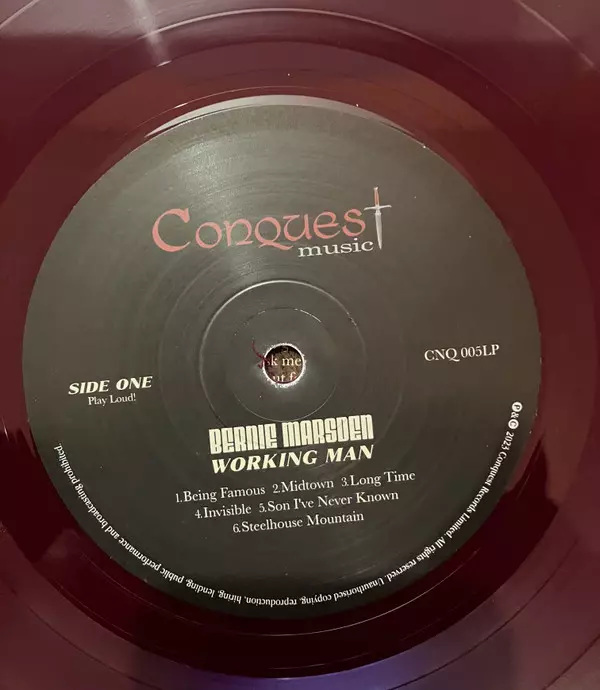 Conquest
music
k me
CNQ 005LP
SIDE ONE
Play Loud!
BERNIE MARSDEN
WORKING MAN
1.Being Famous 2.Midtown 3.Long Time
4.Invisible 5.Son I've Never Known
6.Steelhouse Mountain
℗&© 2023 Conquest Records Limited. All rights reserved. Unauthorised copying, reproduction, hiring, lending, public performance and broadcasting prohibited.